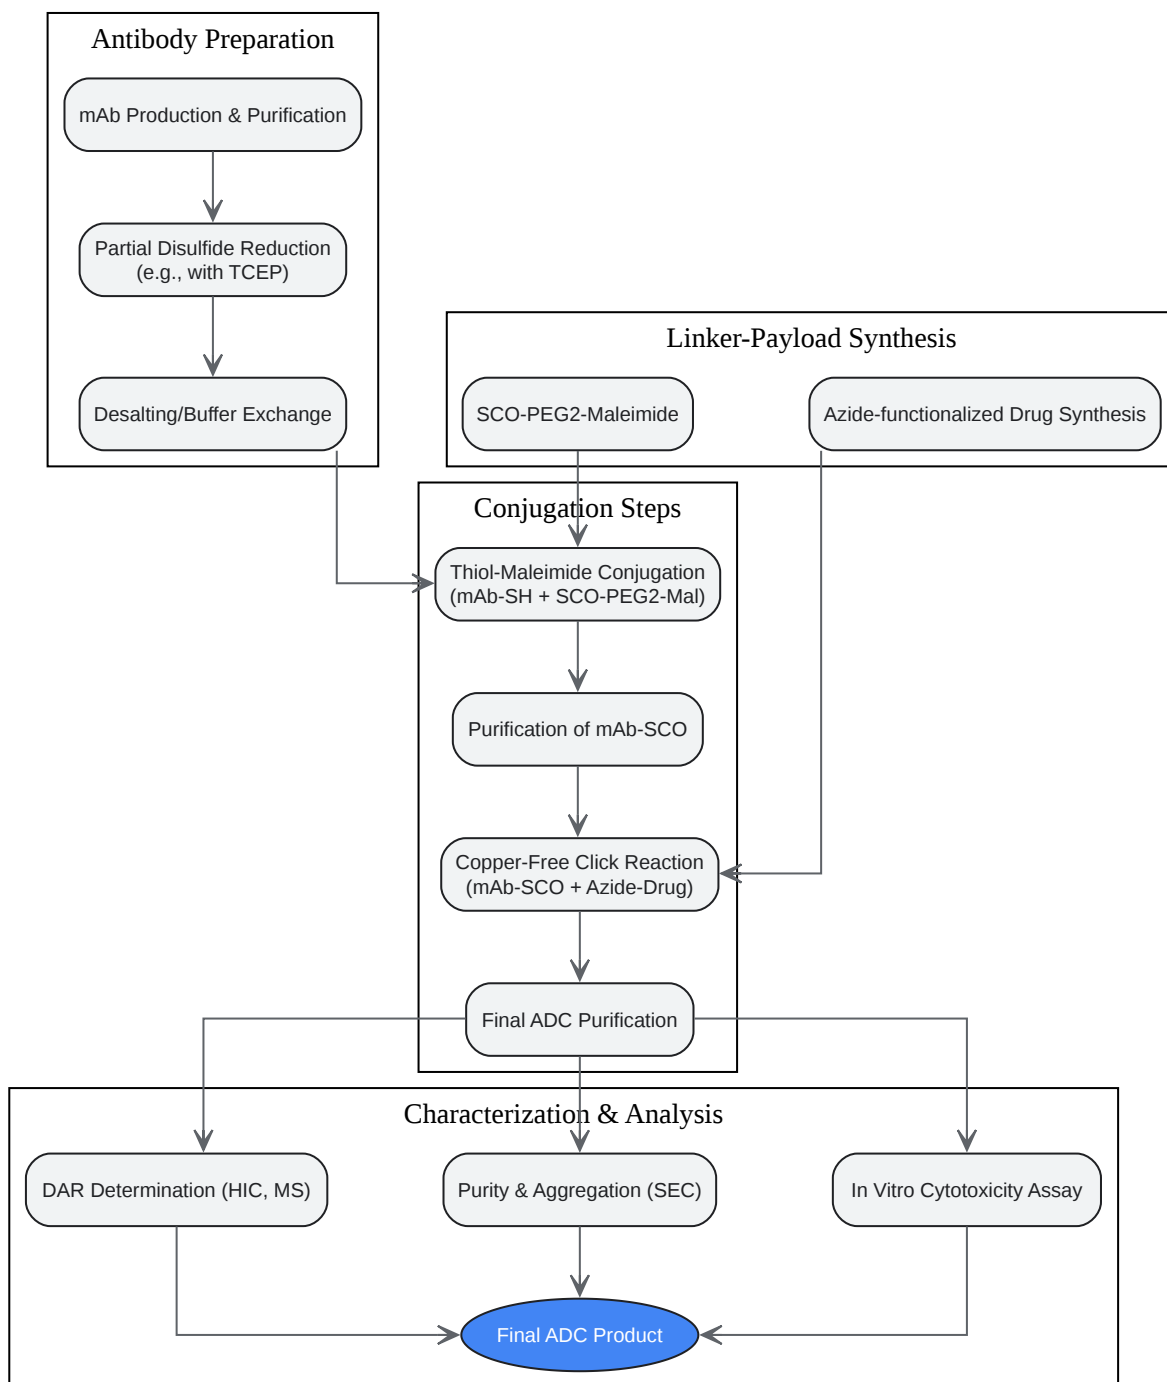 Antibody Preparation
mAb Production & Purification
Partial Disulfide Reduction
(e.g., with TCEP)
Desalting/Buffer Exchange
Linker-Payload Synthesis
SCO-PEG2-Maleimide
Azide-functionalized Drug Synthesis
Conjugation Steps
Thiol-Maleimide Conjugation
(mAb-SH + SCO-PEG2-Mal)
Purification of mAb-SCO
Copper-Free Click Reaction
(mAb-SCO + Azide-Drug)
Final ADC Purification
Characterization & Analysis
DAR Determination (HIC, MS)
Purity & Aggregation (SEC)
In Vitro Cytotoxicity Assay
Final ADC Product